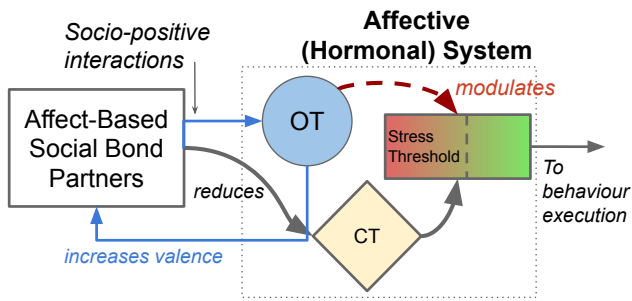 Socio-positive
interactions
Affective
(Hormonal) System
Affect-Based
Social Bond
Partners
OT
modulates
Stress
Threshold
reduces
CT
To
behaviour
execution
increases valence